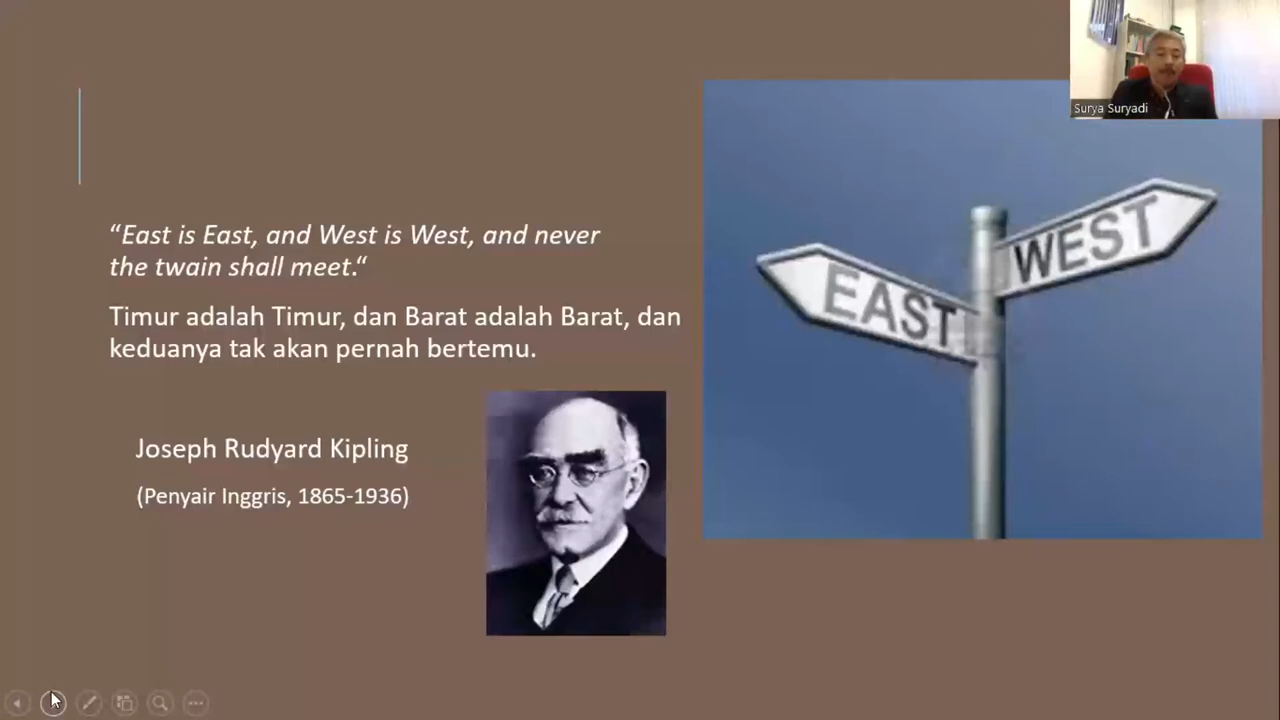 Surya Suryadi
EAST
WEST
“East is East, and West is West, and never
the twain shall meet.“
Timur adalah Timur, dan Barat adalah Barat, dan
keduanya tak akan pernah bertemu.
Joseph Rudyard Kipling
(Penyair Inggris, 1865-1936)